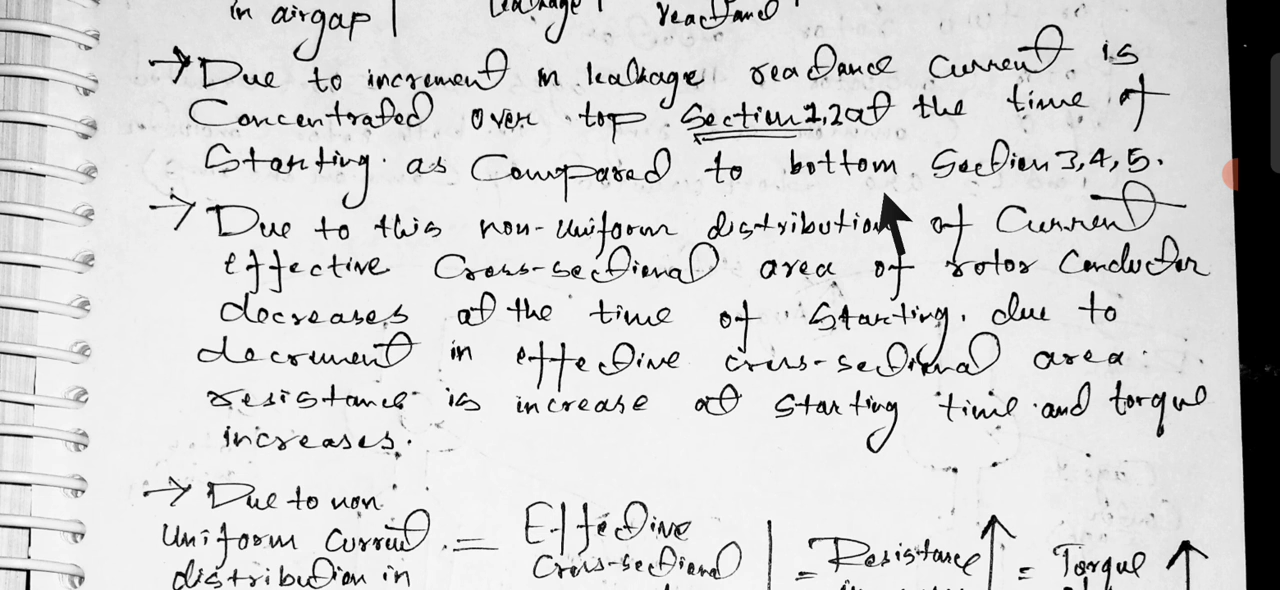 in airgap | leakage | reactance
→ Due to increment in leakage reactance current is
Concentrated over top Section 1,2 at the time of
Starting as Compared to bottom Section 3,4,5.
→ Due to this non-uniform distribution of Current
effective Cross-sectional area of rotor Conductor
decreases at the time of Starting. due to
decrement in effective cross-sectional area
resistance is increase at starting time and torque
increases.
→ Due to non
Uniform Current = Effective | = Resistance ↑ = Torque ↑
distribution in Cross-sectional